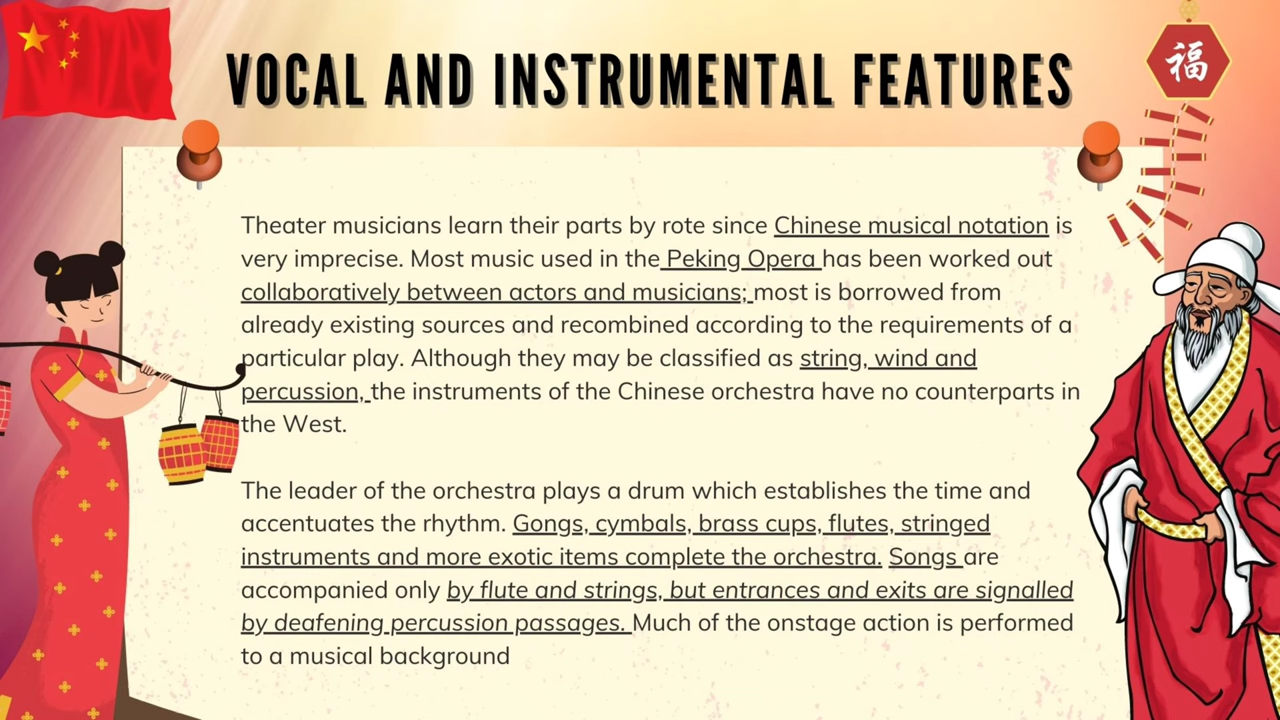 VOCAL AND INSTRUMENTAL FEATURES
福
Theater musicians learn their parts by rote since Chinese musical notation is
very imprecise. Most music used in the Peking Opera has been worked out
collaboratively between actors and musicians; most is borrowed from
already existing sources and recombined according to the requirements of a
particular play. Although they may be classified as string, wind and
percussion, the instruments of the Chinese orchestra have no counterparts in
the West.
The leader of the orchestra plays a drum which establishes the time and
accentuates the rhythm. Gongs, cymbals, brass cups, flutes, stringed
instruments and more exotic items complete the orchestra. Songs are
accompanied only by flute and strings, but entrances and exits are signalled
by deafening percussion passages. Much of the onstage action is performed
to a musical background